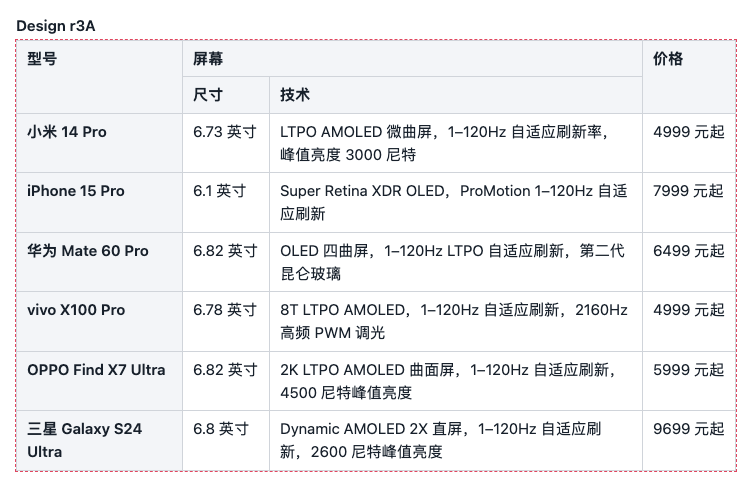 Design r3A
型号 屏幕 价格
尺寸 技术
小米 14 Pro 6.73 英寸 LTPO AMOLED 微曲屏，1–120Hz 自适应刷新率， 4999 元起
峰值亮度 3000 尼特
iPhone 15 Pro 6.1 英寸 Super Retina XDR OLED，ProMotion 1–120Hz 自适 7999 元起
应刷新
华为 Mate 60 Pro 6.82 英寸 OLED 四曲屏，1–120Hz LTPO 自适应刷新，第二代 6499 元起
昆仑玻璃
vivo X100 Pro 6.78 英寸 8T LTPO AMOLED，1–120Hz 自适应刷新，2160Hz 4999 元起
高频 PWM 调光
OPPO Find X7 Ultra 6.82 英寸 2K LTPO AMOLED 曲面屏，1–120Hz 自适应刷新， 5999 元起
4500 尼特峰值亮度
三星 Galaxy S24 6.8 英寸 Dynamic AMOLED 2X 直屏，1–120Hz 自适应刷 9699 元起
Ultra 新，2600 尼特峰值亮度